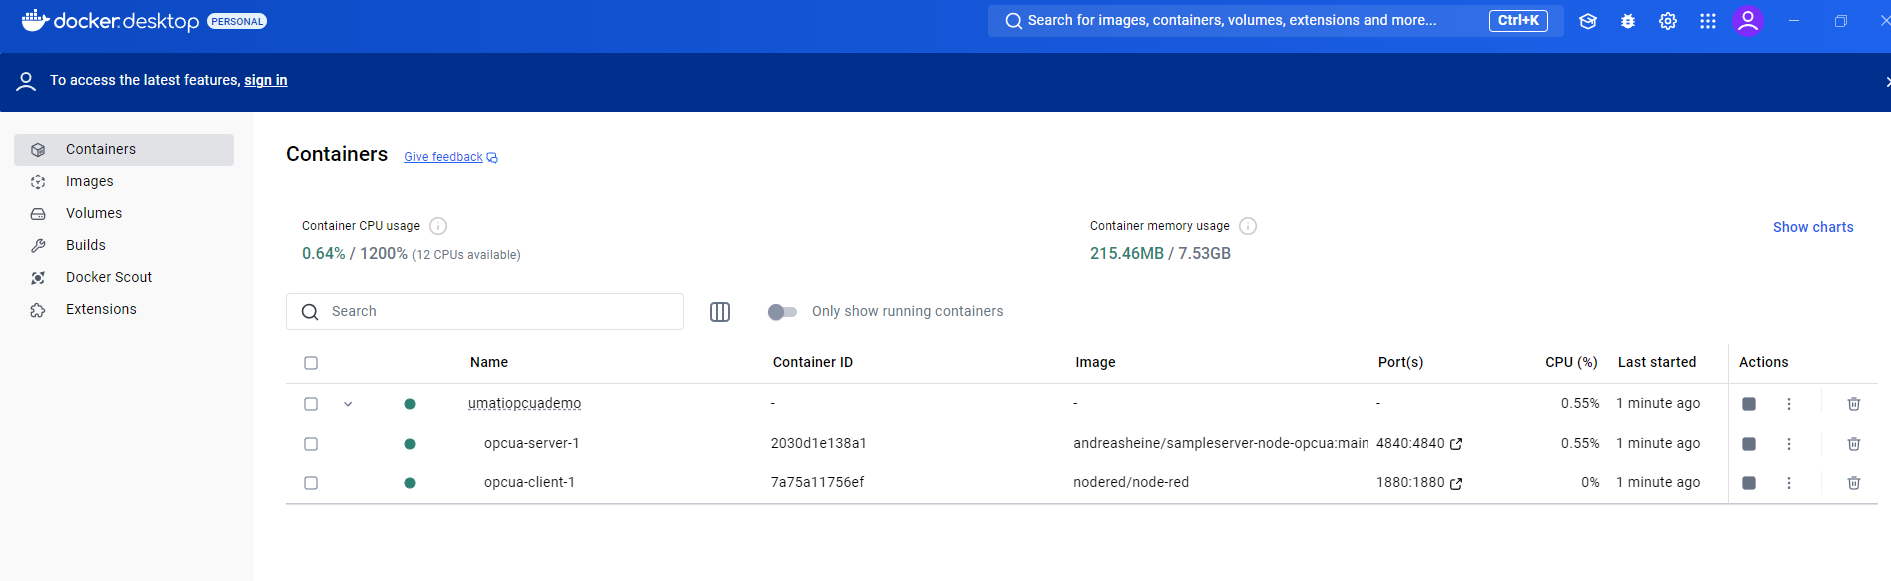 docker.desktop PERSONAL Search for images, containers, volumes, extensions and more... Ctrl+K
To access the latest features, sign in
Containers
Images
Volumes
Builds
Docker Scout
Extensions
Containers Give feedback
Container CPU usage
0.64% / 1200% (12 CPUs available)
Container memory usage
215.46MB / 7.53GB
Show charts
Search
Only show running containers
Name Container ID Image Port(s) CPU (%) Last started Actions
umatiopcuademo - - - 0.55% 1 minute ago
opcua-server-1 2030d1e138a1 andreasheine/sampleserver-node-opcua:main 4840:4840 0.55% 1 minute ago
opcua-client-1 7a75a11756ef nodered/node-red 1880:1880 0% 1 minute ago